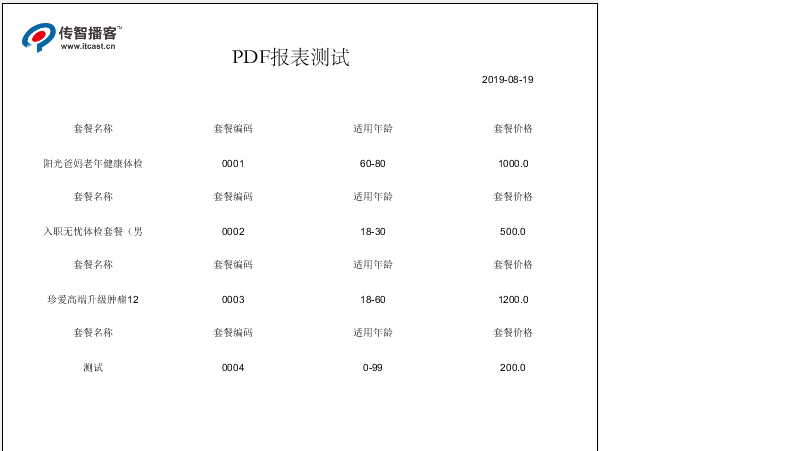 传智播客™
www.itcast.cn
PDF报表测试
2019-08-19
套餐名称 套餐编码 适用年龄 套餐价格
阳光爸妈老年健康体检 0001 60-80 1000.0
套餐名称 套餐编码 适用年龄 套餐价格
入职无忧体检套餐（男 0002 18-30 500.0
套餐名称 套餐编码 适用年龄 套餐价格
珍爱高端升级肿瘤12 0003 18-60 1200.0
套餐名称 套餐编码 适用年龄 套餐价格
测试 0004 0-99 200.0